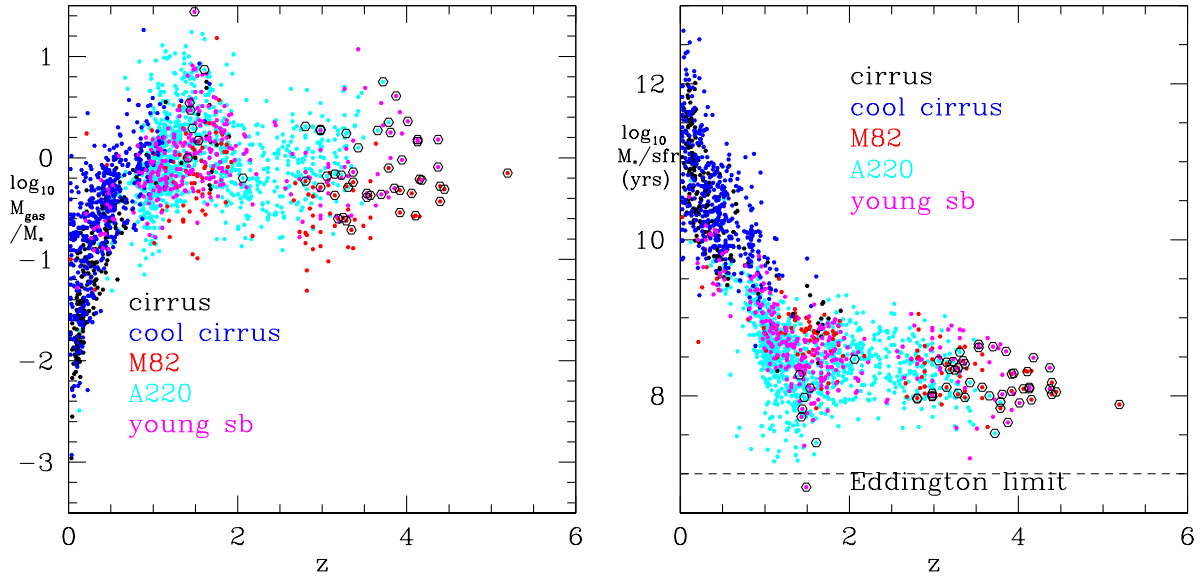 1
0
−1
−2
−3
log10
Mgas
/M*
cirrus
cool cirrus
M82
A220
young sb
0 2 4 6
z
12
10
8
log10
M*/sfr
(yrs)
cirrus
cool cirrus
M82
A220
young sb
Eddington limit
0 2 4 6
z